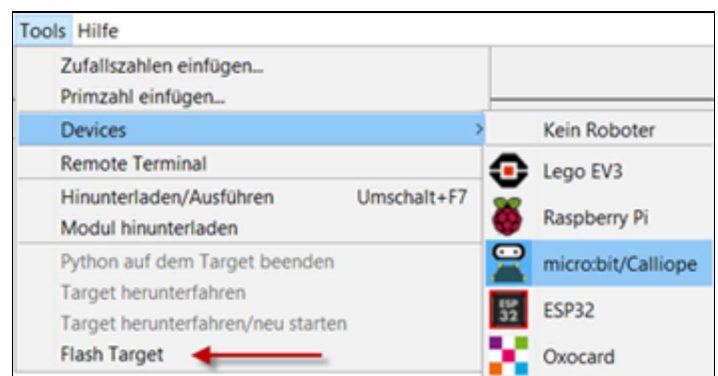 Tools Hilfe
Zufallszahlen einfügen...
Primzahl einfügen...
Devices >
Remote Terminal
Hinunterladen/Ausführen Umschalt+F7
Modul hinunterladen
Python auf dem Target beenden
Target herunterfahren
Target herunterfahren/neu starten
Flash Target
Kein Roboter
Lego EV3
Raspberry Pi
micro:bit/Calliope
ESP 32 ESP32
Oxocard